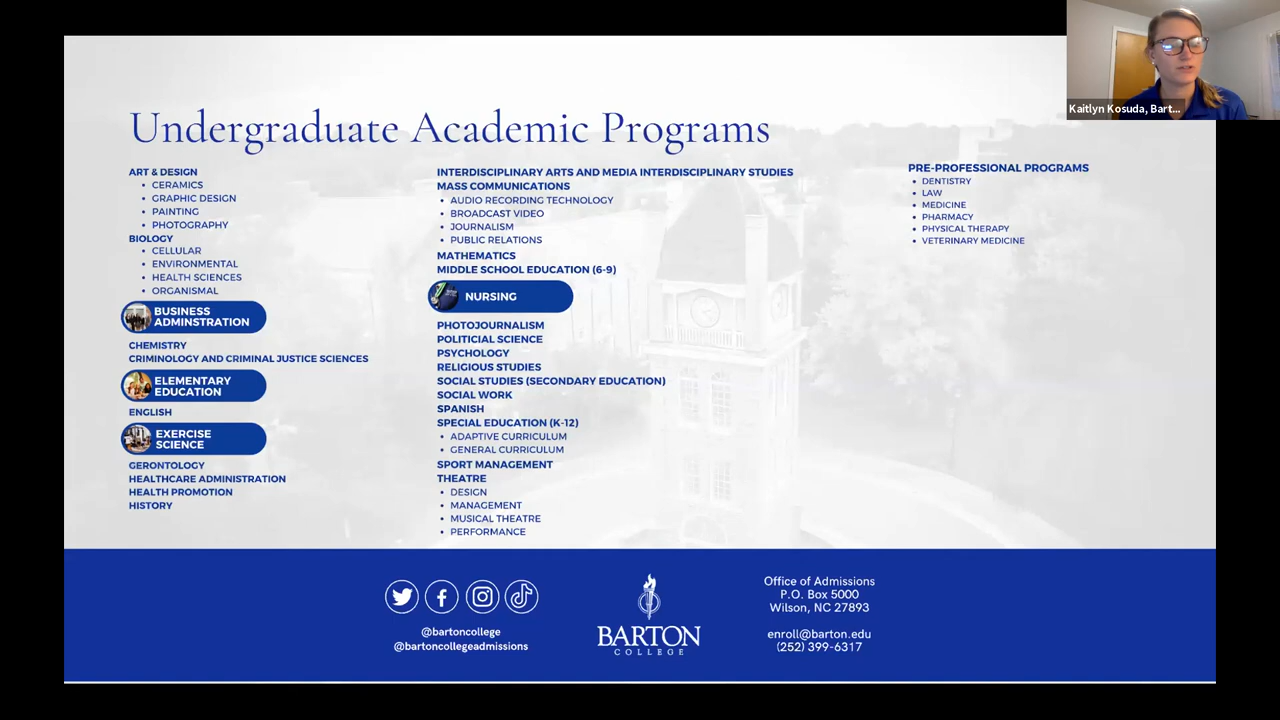 Kaitlyn Kosuda, Bart...
Undergraduate Academic Programs
ART & DESIGN
• CERAMICS
• GRAPHIC DESIGN
• PAINTING
• PHOTOGRAPHY
BIOLOGY
• CELLULAR
• ENVIRONMENTAL
• HEALTH SCIENCES
• ORGANISMAL
BUSINESS
ADMINSTRATION
CHEMISTRY
CRIMINOLOGY AND CRIMINAL JUSTICE SCIENCES
ELEMENTARY
EDUCATION
ENGLISH
EXERCISE
SCIENCE
GERONTOLOGY
HEALTHCARE ADMINISTRATION
HEALTH PROMOTION
HISTORY
INTERDISCIPLINARY ARTS AND MEDIA INTERDISCIPLINARY STUDIES
MASS COMMUNICATIONS
• AUDIO RECORDING TECHNOLOGY
• BROADCAST VIDEO
• JOURNALISM
• PUBLIC RELATIONS
MATHEMATICS
MIDDLE SCHOOL EDUCATION (6-9)
NURSING
PHOTOJOURNALISM
POLITICIAL SCIENCE
PSYCHOLOGY
RELIGIOUS STUDIES
SOCIAL STUDIES (SECONDARY EDUCATION)
SOCIAL WORK
SPANISH
SPECIAL EDUCATION (K-12)
• ADAPTIVE CURRICULUM
• GENERAL CURRICULUM
SPORT MANAGEMENT
THEATRE
• DESIGN
• MANAGEMENT
• MUSICAL THEATRE
• PERFORMANCE
PRE-PROFESSIONAL PROGRAMS
• DENTISTRY
• LAW
• MEDICINE
• PHARMACY
• PHYSICAL THERAPY
• VETERINARY MEDICINE
@bartoncollege
@bartoncollegeadmissions
BARTON
COLLEGE
Office of Admissions
P.O. Box 5000
Wilson, NC 27893
enroll@barton.edu
(252) 399-6317